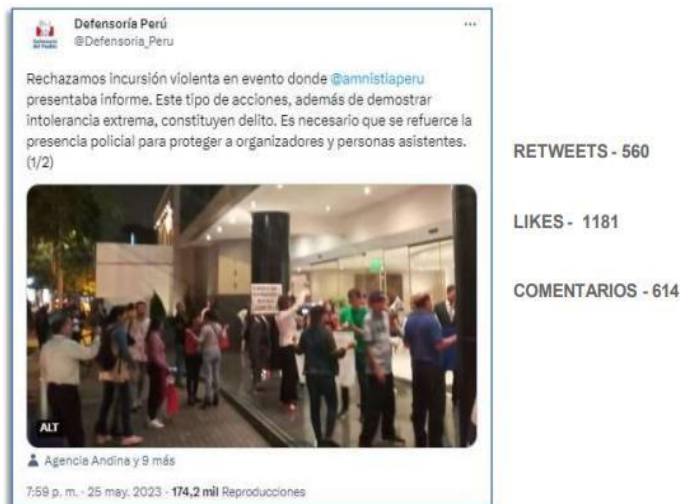 Defensoría Perú
@Defensoria_Peru
Rechazamos incursión violenta en evento donde @amnistiaperu
presentaba informe. Este tipo de acciones, además de demostrar
intolerancia extrema, constituyen delito. Es necesario que se refuerce la
presencia policial para proteger a organizadores y personas asistentes.
(1/2)
ALT
Agencia Andina y 9 más
7:59 p. m. · 25 may. 2023 · 174,2 mil Reproducciones
RETWEETS - 560
LIKES - 1181
COMENTARIOS - 614